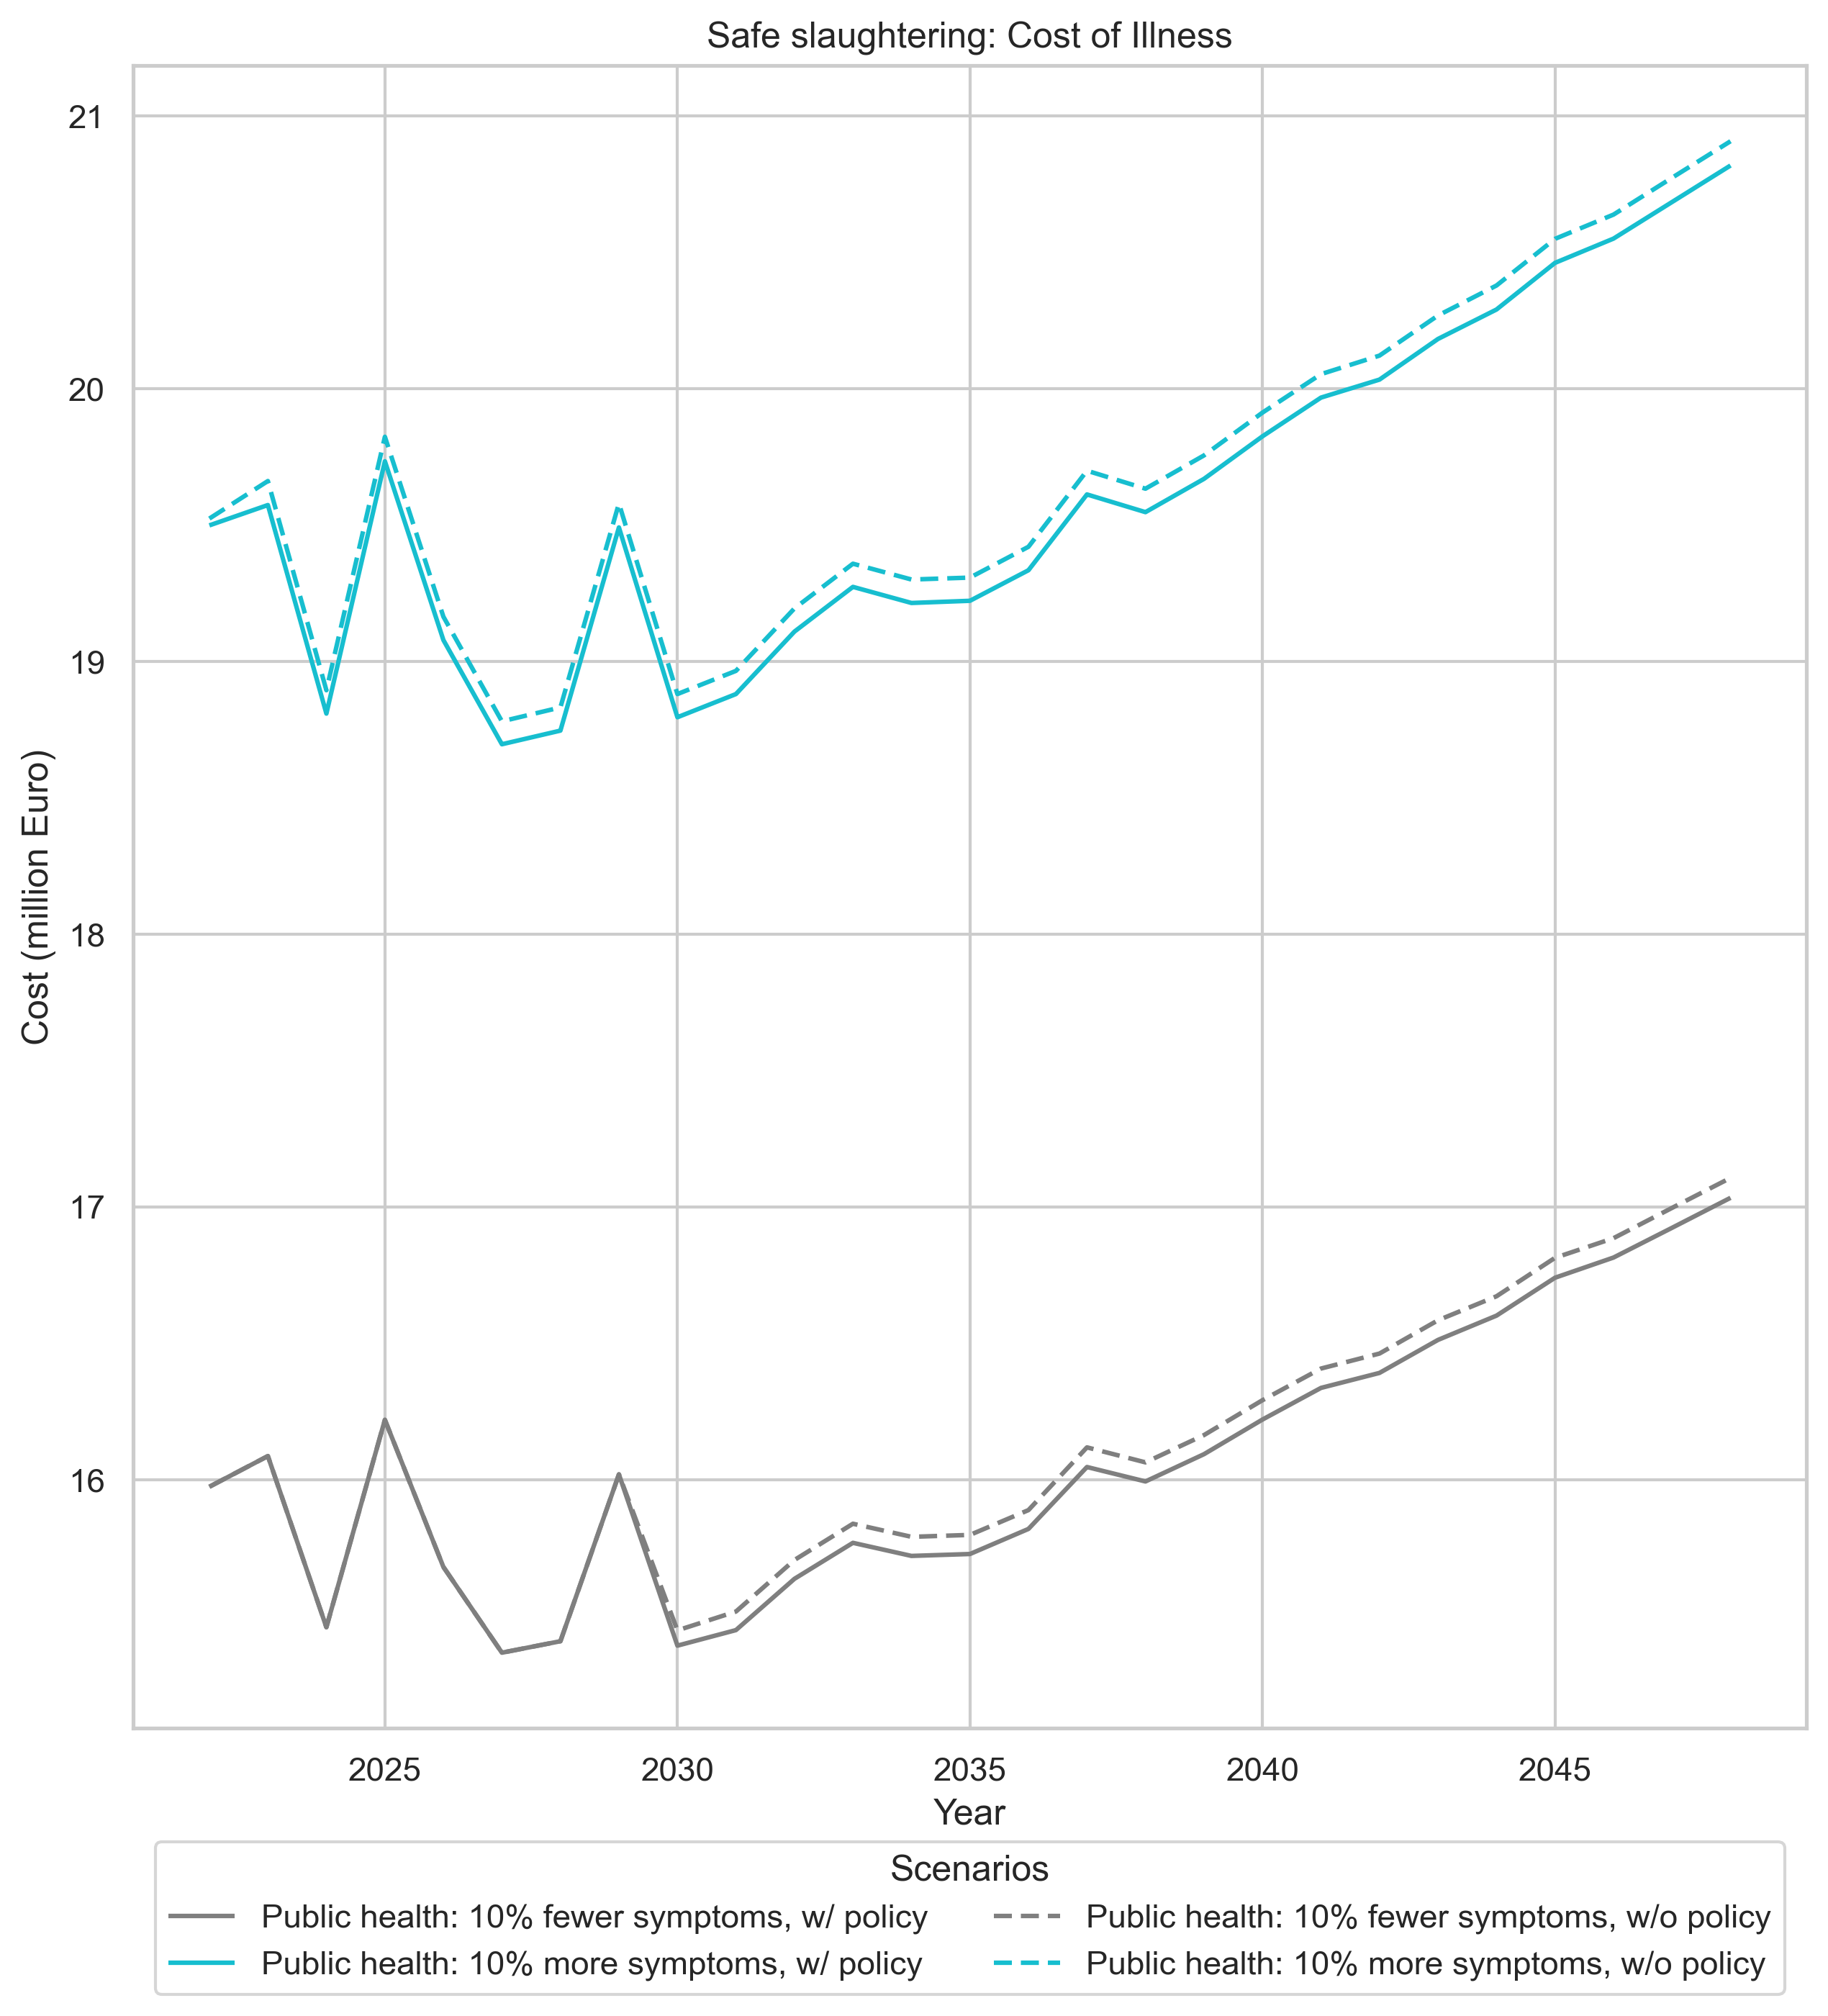 Safe slaughtering: Cost of Illness
21
20
19
18
17
16
Cost (million Euro)
2025 2030 2035 2040 2045
Year
Scenarios
Public health: 10% fewer symptoms, w/ policy
Public health: 10% more symptoms, w/ policy
Public health: 10% fewer symptoms, w/o policy
Public health: 10% more symptoms, w/o policy